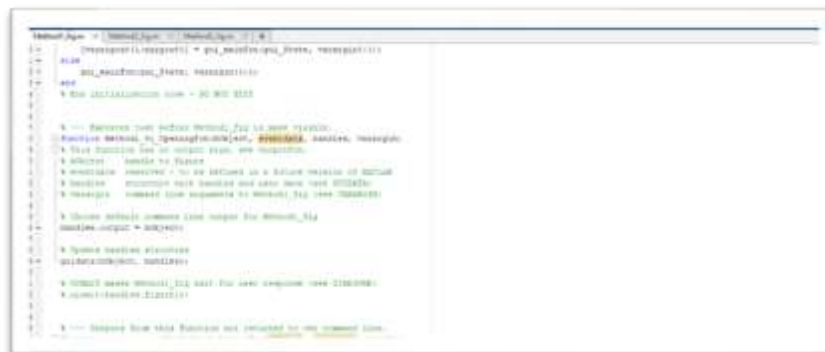 [varargout{1:nargout}] = gui_mainfcn(gui_State, varargin{:});
else
gui_mainfcn(gui_State, varargin{:});
end
% End initialization code - DO NOT EDIT
% --- Executes just before Method1_fig is made visible.
function OpeningFcn(hObject, eventdata, handles, varargin)
% This function has no output args, see OutputFcn.
% hObject handle to figure
% eventdata reserved - to be defined in a future version of MATLAB
% handles structure with handles and user data (see GUIDATA)
% varargin command line arguments to Method1_fig (see VARARGIN)
% Choose default command line output for Method1_fig
handles.output = hObject;
% Update handles structure
guidata(hObject, handles);
% UIWAIT makes Method1_fig wait for user response (see UIRESUME)
% uiwait(handles.figure1);
% --- Outputs from this function are returned to the command line.